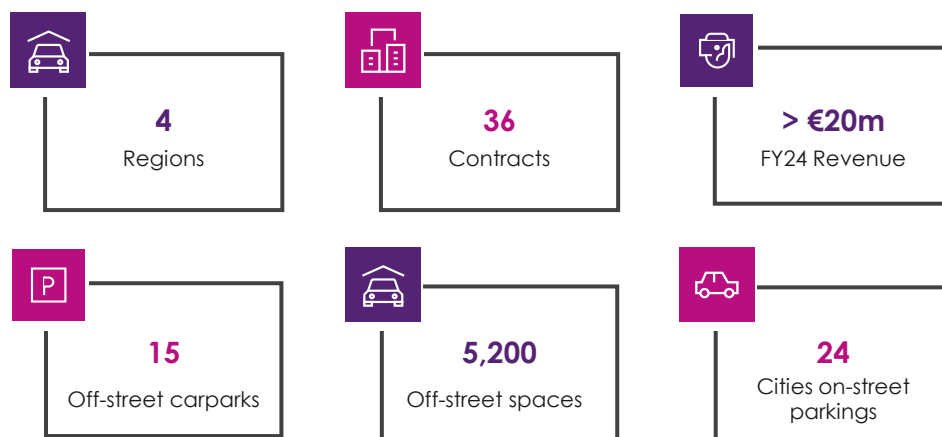 4
Regions
36
Contracts
> €20m
FY24 Revenue
P
15
Off-street carparks
5,200
Off-street spaces
24
Cities on-street
parkings